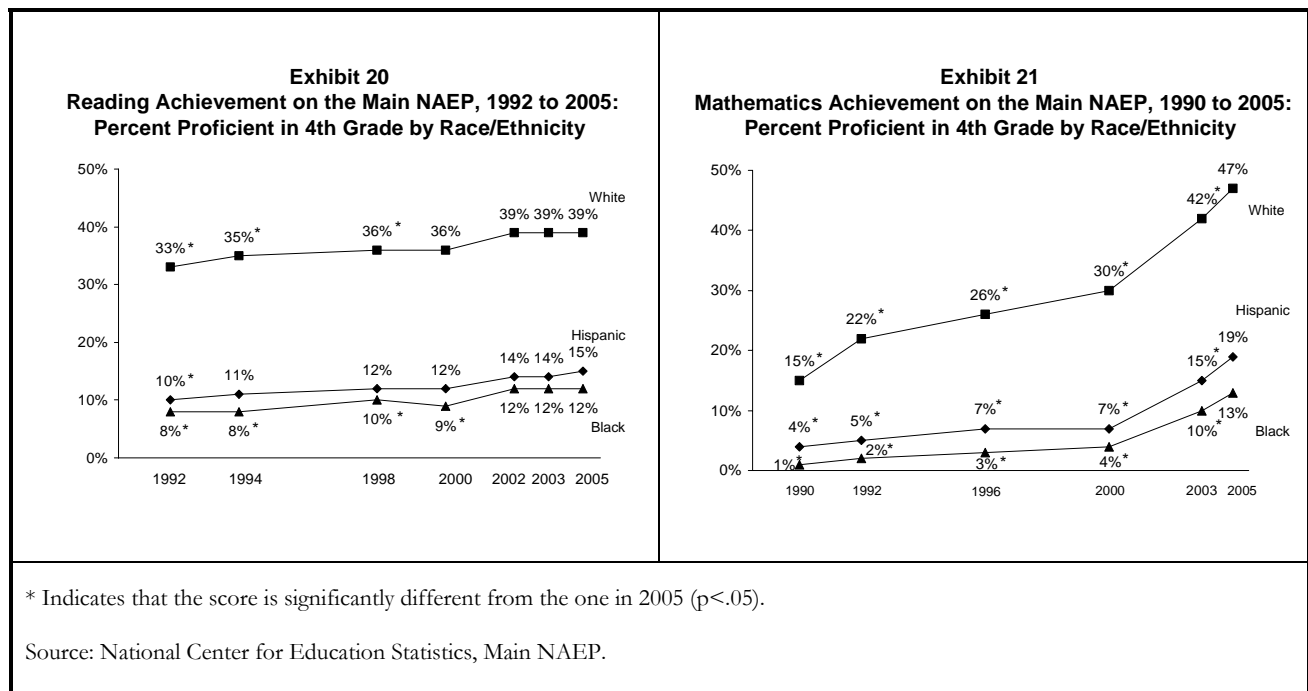 Exhibit 20
Reading Achievement on the Main NAEP, 1992 to 2005:
Percent Proficient in 4th Grade by Race/Ethnicity
50%
40%
30%
20%
10%
0%
33% *
35% *
36% *
36%
39% 39% 39%
White
10% *
11%
12%
12%
14% 14% 15%
Hispanic
8% *
8% *
10% *
9% *
12% 12% 12%
Black
1992 1994 1998 2000 2002 2003 2005
Exhibit 21
Mathematics Achievement on the Main NAEP, 1990 to 2005:
Percent Proficient in 4th Grade by Race/Ethnicity
50%
40%
30%
20%
10%
0%
15% *
22% *
26% *
30% *
42% *
47%
White
4% *
5% *
7% *
7% *
15% *
19%
Hispanic
1% *
2% *
3% *
4% *
10% *
13%
Black
1990 1992 1996 2000 2003 2005
* Indicates that the score is significantly different from the one in 2005 (p<.05).
Source: National Center for Education Statistics, Main NAEP.